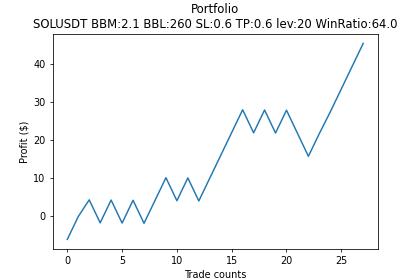 Portfolio
SOLUSDT BBM:2.1 BBL:260 SL:0.6 TP:0.6 lev:20 WinRatio:64.0
Profit ($)
40
30
20
10
0
0 5 10 15 20 25
Trade counts